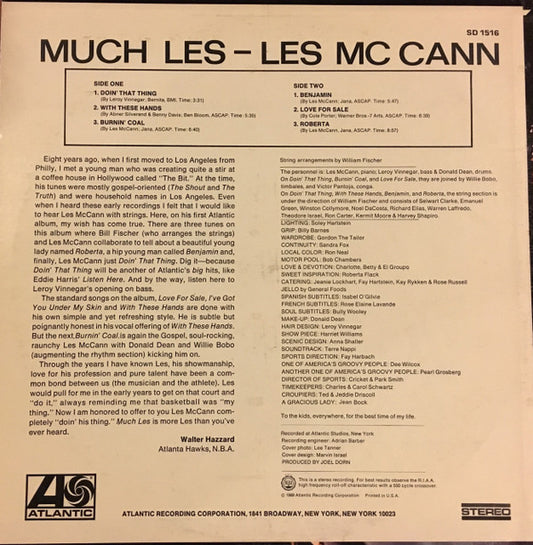 SD 1516
MUCH LES – LES MC CANN
SIDE ONE
1. DOIN' THAT THING
(By Leroy Vinnegar, Bernita, BMI. Time: 3:31)
2. WITH THESE HANDS
(By Abner Silverand & Benny Davis; Ben Bloom, ASCAP. Time: 5:35)
3. BURNIN' COAL
(By Les McCann; Jana, ASCAP. Time: 6:40)
SIDE TWO
1. BENJAMIN
(By Les McCann; Jana, ASCAP. Time: 5:47)
2. LOVE FOR SALE
(By Cole Porter; Warner Bros.-7 Arts, ASCAP. Time: 6:39)
3. ROBERTA
(By Les McCann; Jana, ASCAP. Time: 8:57)
Eight years ago, when I first moved to Los Angeles from
Philly, I met a young man who was creating quite a stir at
a coffee house in Hollywood called "The Bit." At the time,
his tunes were mostly gospel-oriented (The Shout and The
Truth) and were household names in Los Angeles. Even
when I heard these early recordings I felt that I would like
to hear Les McCann with strings. Here, on his first Atlantic
album, my wish has come true. There are three tunes on
this album where Bill Fischer (who arranges the strings)
and Les McCann collaborate to tell about a beautiful young
lady named Roberta, a hip young man called Benjamin and,
finally, Les McCann just Doin' That Thing. Dig it—because
Doin' That Thing will be another of Atlantic's big hits, like
Eddie Harris' Listen Here. And by the way, listen here to
Leroy Vinnegar's opening on bass.
The standard songs on the album, Love For Sale, I've Got
You Under My Skin and With These Hands are done with
his own simple and yet refreshing style. He is subtle but
poignantly honest in his vocal offering of With These Hands.
But the next Burnin' Coal is again the Gospel, soul-rocking,
raunchy Les McCann with Donald Dean and Willie Bobo
(augmenting the rhythm section) kicking him on.
Through the years I have known Les, his showmanship,
love for his profession and pure talent have been a com-
mon bond between us (the musician and the athlete). Les
would pull for me in the early years to get on that court and
"do it," always reminding me that basketball was "my
thing." Now I am honored to offer to you Les McCann com-
pletely "doin' his thing." Much Les is more Les than you've
ever heard.
Walter Hazzard
Atlanta Hawks, N.B.A.
String arrangements by William Fischer
The personnel is: Les McCann, piano; Leroy Vinnegar, bass & Donald Dean, drums.
On Doin' That Thing, Burnin' Coal, and Love For Sale, they are joined by Willie Bobo,
timbales, and Victor Pantoja, conga.
On Doin' That Thing, With These Hands, Benjamin, and Roberta, the string section is
under the direction of William Fischer and consists of Selwart Clarke, Emanuel
Green, Winston Collymore, Noel DaCosta, Richard Elias, Warren Laffredo,
Theodore Israel, Ron Carter, Kermit Moore & Harvey Shapiro.
LIGHTING: Soley Hartstein
GRIP: Billy Barnes
WARDROBE: Gordon The Tailor
CONTINUITY: Sandra Fox
LOCAL COLOR: Ron Neal
MOTOR POOL: Bob Chambers
LOVE & DEVOTION: Charlotte, Betty & El Groupo
SWEET INSPIRATION: Roberta Flack
CATERING: Jeania Lockhart, Fay Hartstein, Kay Rykken & Rose Russell
JELLO by General Foods
SPANISH SUBTITLES: Isabel O'Gilvie
FRENCH SUBTITLES: Rose Elaine Lavande
SOUL SUBTITLES: Bully Wooley
MAKE-UP: Donald Dean
HAIR DESIGN: Leroy Vinnegar
SHOW PIECE: Harriet Williams
SCENIC DESIGN: Anna Shaller
SOUNDTRACK: Terre Nappi
SPORTS DIRECTION: Fay Harbach
ONE OF AMERICA'S GROOVY PEOPLE: Dee Wilcox
ANOTHER ONE OF AMERICA'S GROOVY PEOPLE: Pearl Grosberg
DIRECTOR OF SPORTS: Cricket & Park Smith
TIMEKEEPERS: Charles & Carol Schwartz
CROUPIERS: Ted & Jeddie Driscoll
A GRACIOUS LADY: Jean Bock
To the kids, everywhere, for the best time of my life.
Recorded at Atlantic Studios, New York
Recording engineer: Adrian Barber
Cover photo: Lee Tanner
Cover design: Marvin Israel
PRODUCED BY JOEL DORN
This is a stereo recording. For best results observe the R.I.A.A.
high frequency roll-off characteristic with a 500 cycle crossover.
© 1969 Atlantic Recording Corporation Printed in U.S.A.
ATLANTIC
ATLANTIC RECORDING CORPORATION, 1841 BROADWAY, NEW YORK, NEW YORK 10023
STEREO